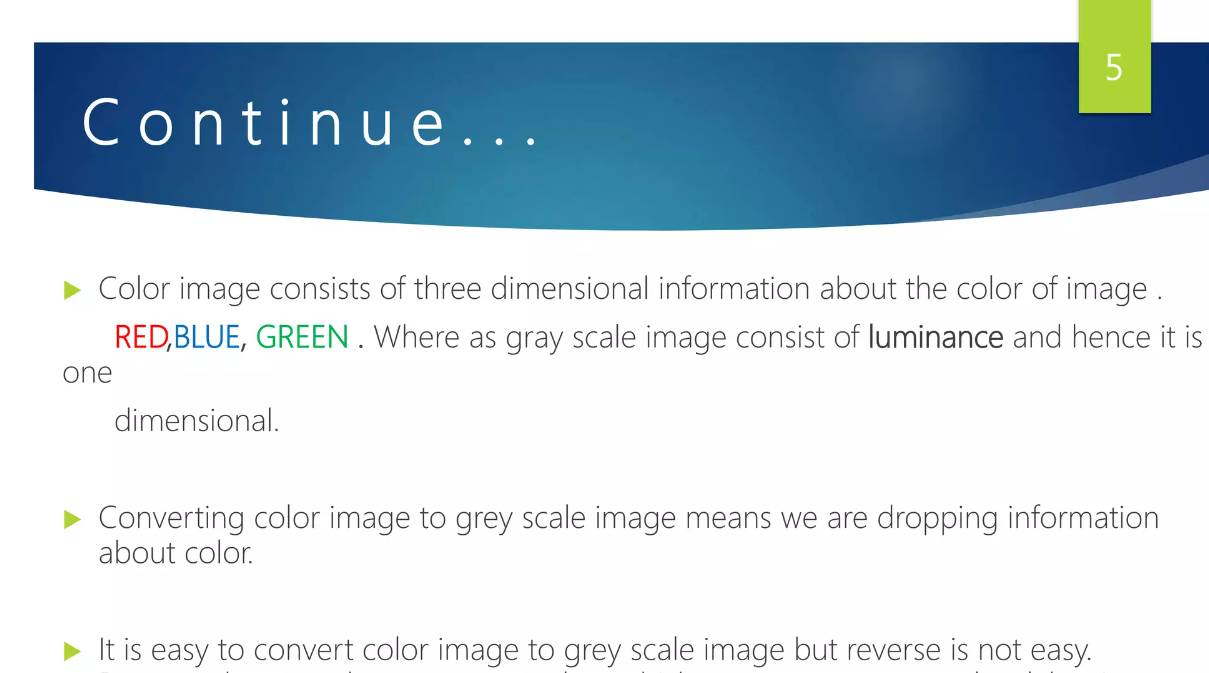 5
Continue...
Color image consists of three dimensional information about the color of image .
RED,BLUE, GREEN . Where as gray scale image consist of luminance and hence it is
one
dimensional.
Converting color image to grey scale image means we are dropping information
about color.
It is easy to convert color image to grey scale image but reverse is not easy.